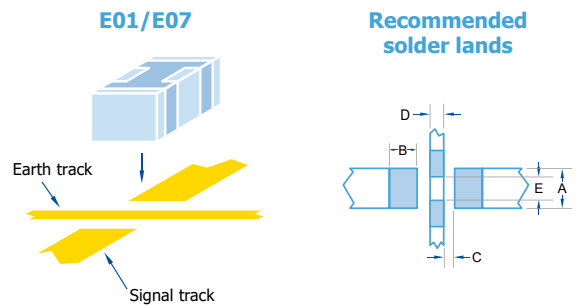 E01/E07
Earth track
Signal track
Recommended
solder lands
D
B
E
A
C